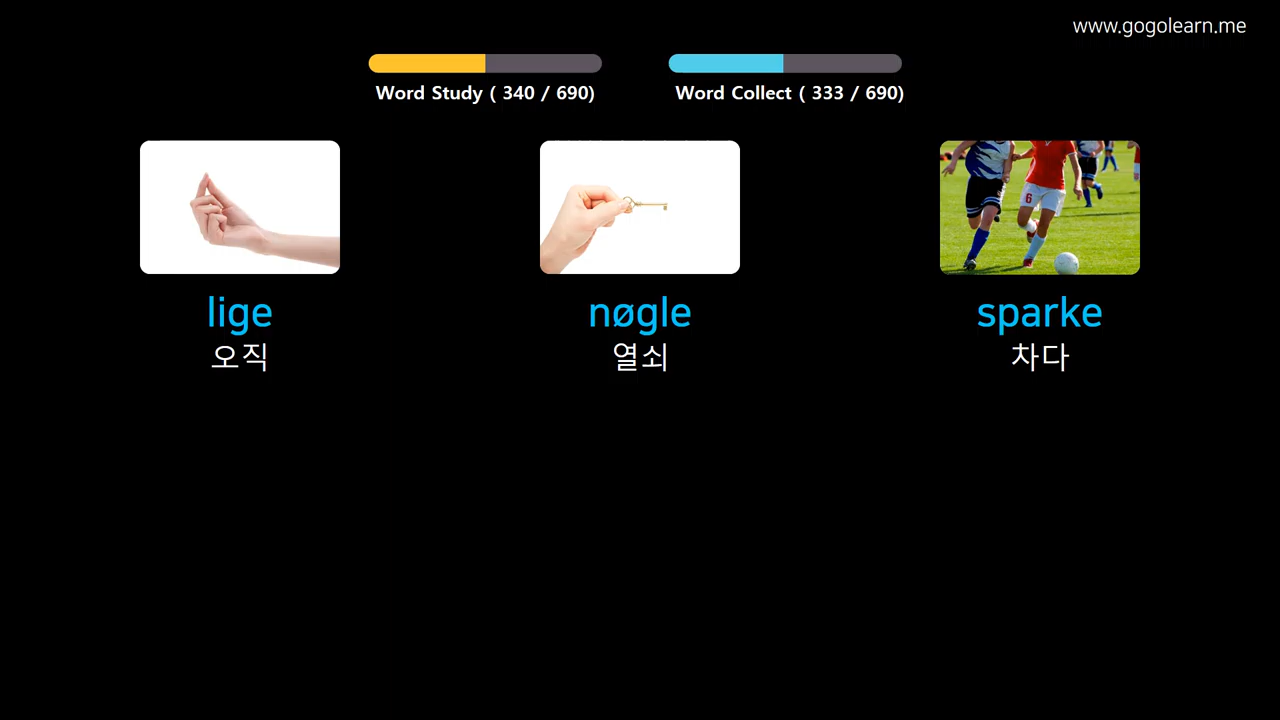 www.gogolearn.me
Word Study ( 340 / 690)
Word Collect ( 333 / 690)
lige
오직
nøgle
열쇠
sparke
차다
6